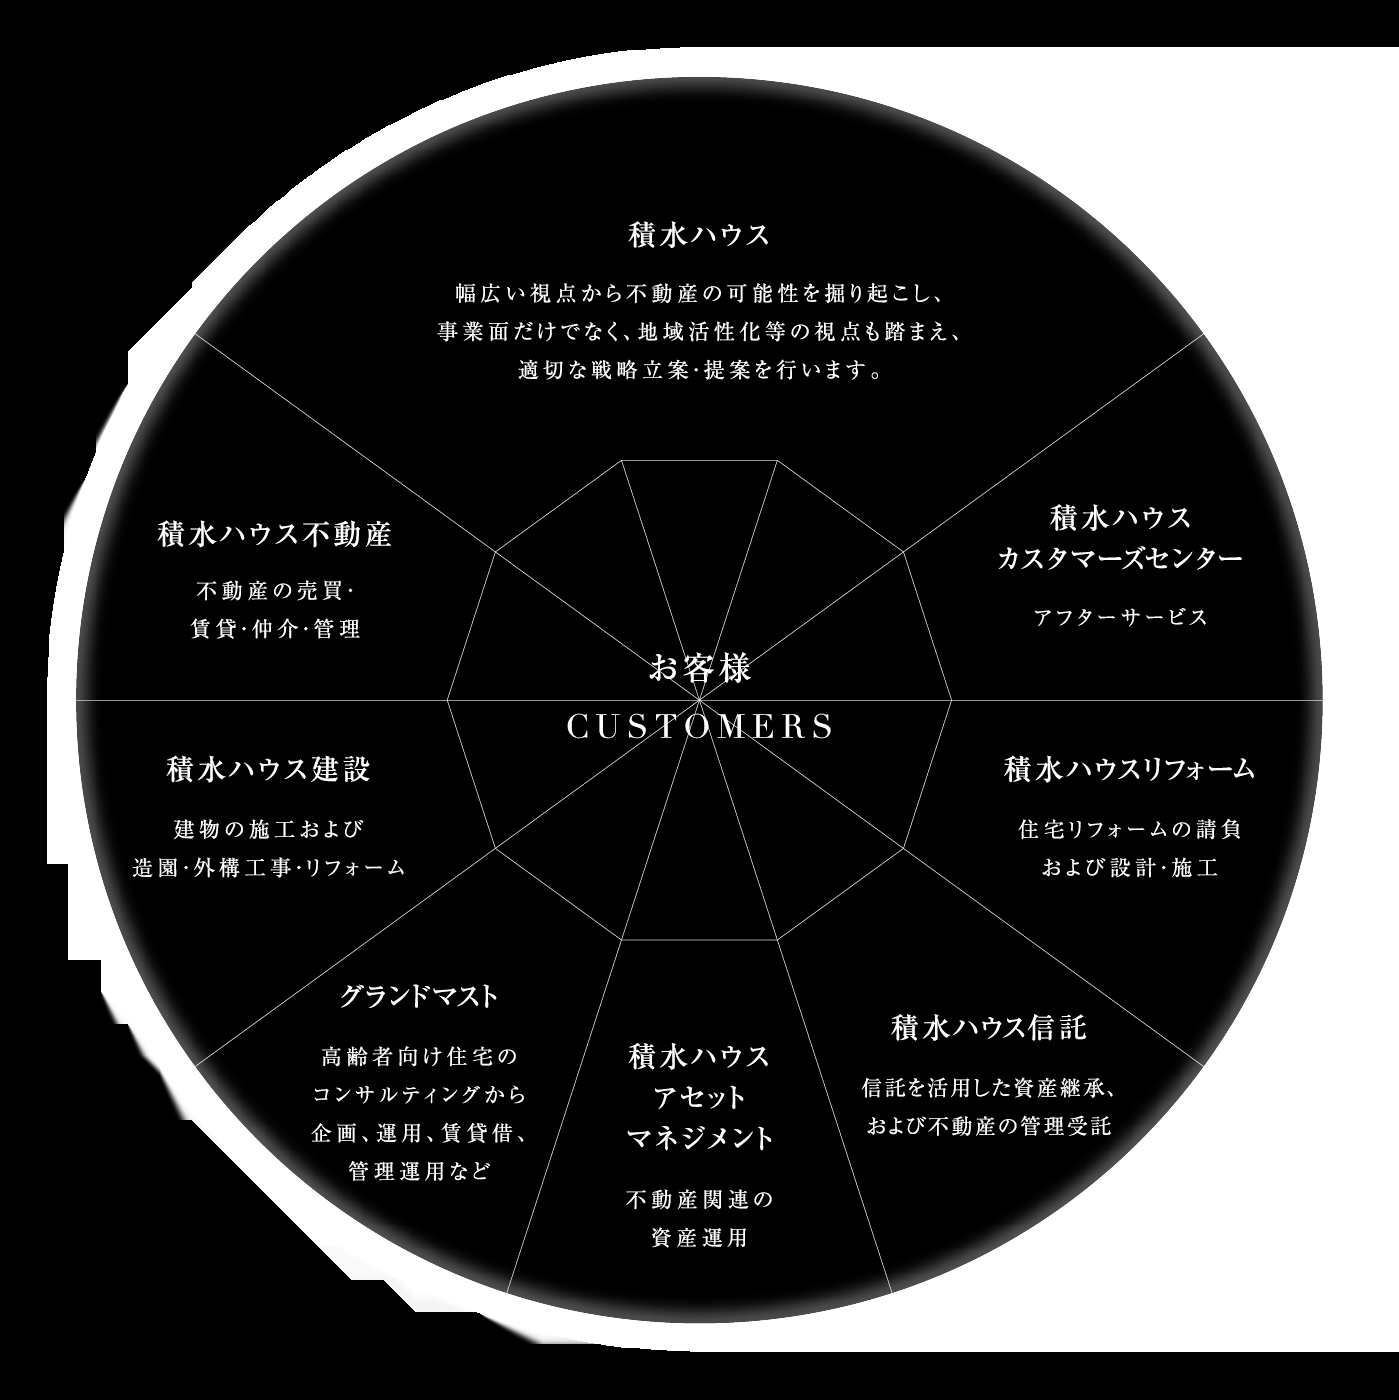 積水ハウス
幅広い視点から不動産の可能性を掘り起こし、
事業面だけでなく、地域活性化等の視点も踏まえ、
適切な戦略立案・提案を行います。
積水ハウス
カスタマーズセンター
アフターサービス
積水ハウスリフォーム
住宅リフォームの請負
および設計・施工
積水ハウス信託
信託を活用した資産継承、
および不動産の管理受託
積水ハウス
アセット
マネジメント
不動産関連の
資産運用
グランドマスト
高齢者向け住宅の
コンサルティングから
企画、運用、賃貸借、
管理運用など
積水ハウス建設
建物の施工および
造園・外構工事・リフォーム
積水ハウス不動産
不動産の売買・
賃貸・仲介・管理
お客様
CUSTOMERS